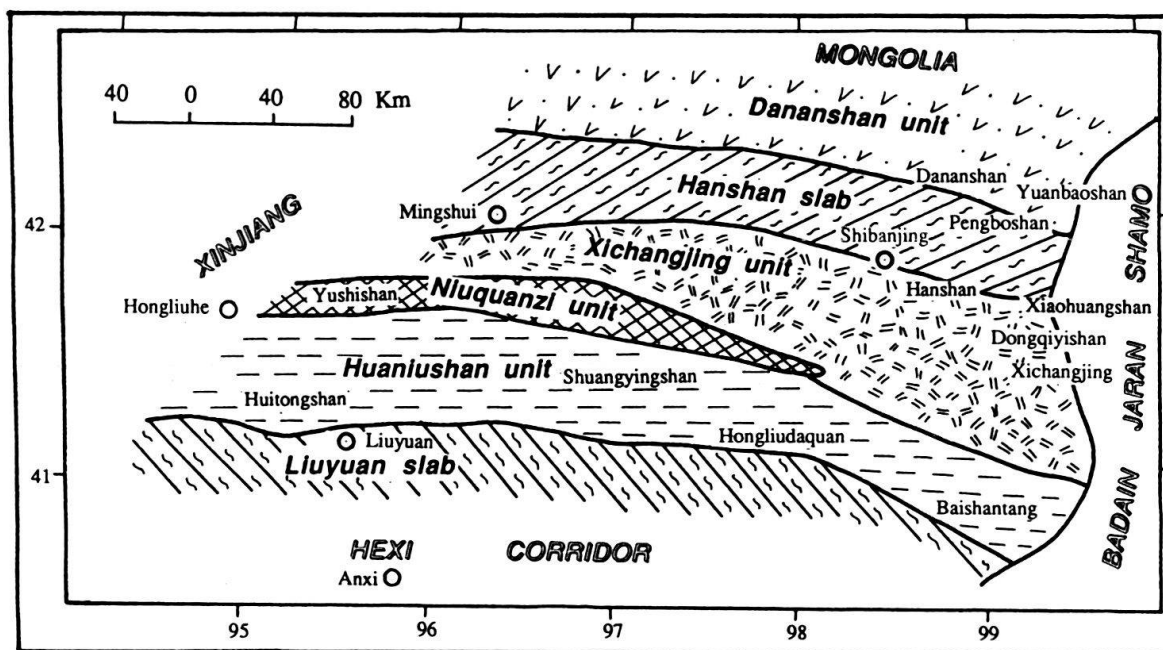 MONGOLIA
40 0 40 80 Km
Dananshan unit
Dananshan
Yuanbaoshan
Hanshan slab
Mingshui
Pengboshan
42
Shibanjing
XINJIANG
Xichangjing unit
Hanshan
Xiaohuangshan
Yushishan
Niuquanzi unit
Hongliuhe
Dongqiyishan
Xichangjing
Huaniushan unit
Shuangyingshan
Huitongshan
Liuyuan
Hongliudaquan
41
Liuyuan slab
Baishantang
BADAIN JARAN SHAMO
HEXI CORRIDOR
Anxi
95 96 97 98 99